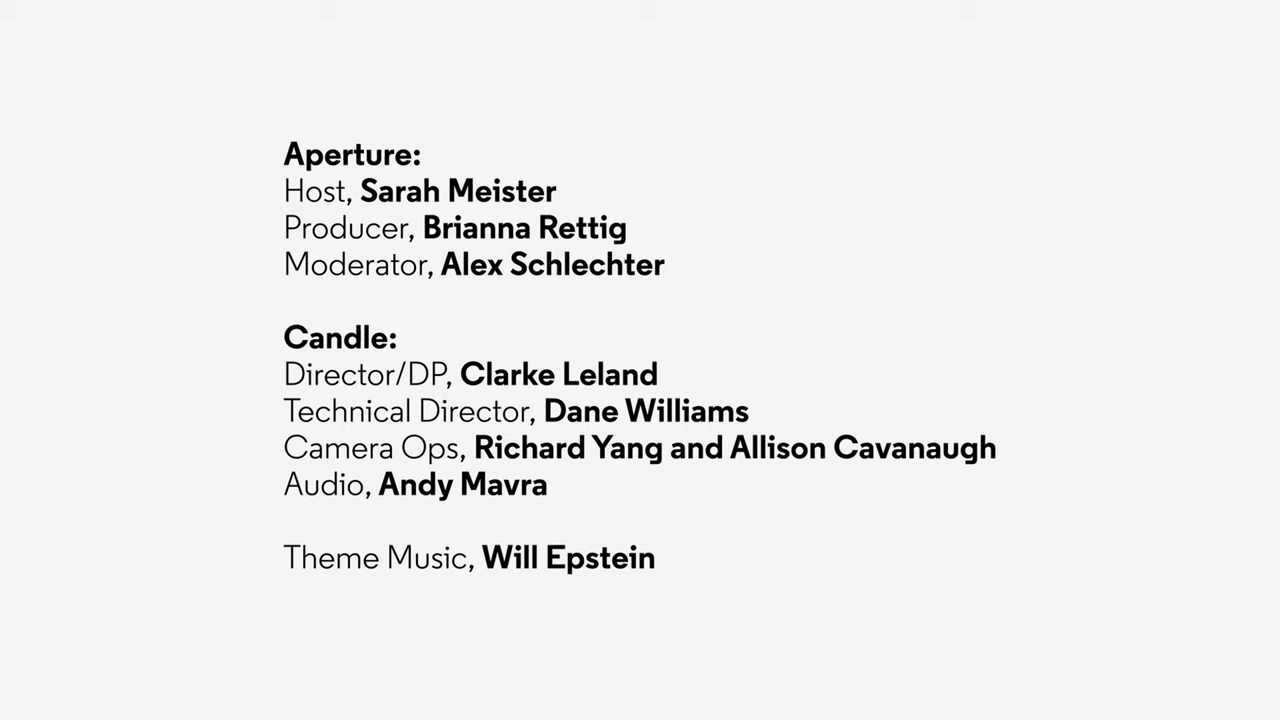 Aperture:
Host, Sarah Meister
Producer, Brianna Rettig
Moderator, Alex Schlechter
Candle:
Director/DP, Clarke Leland
Technical Director, Dane Williams
Camera Ops, Richard Yang and Allison Cavanaugh
Audio, Andy Mavra
Theme Music, Will Epstein